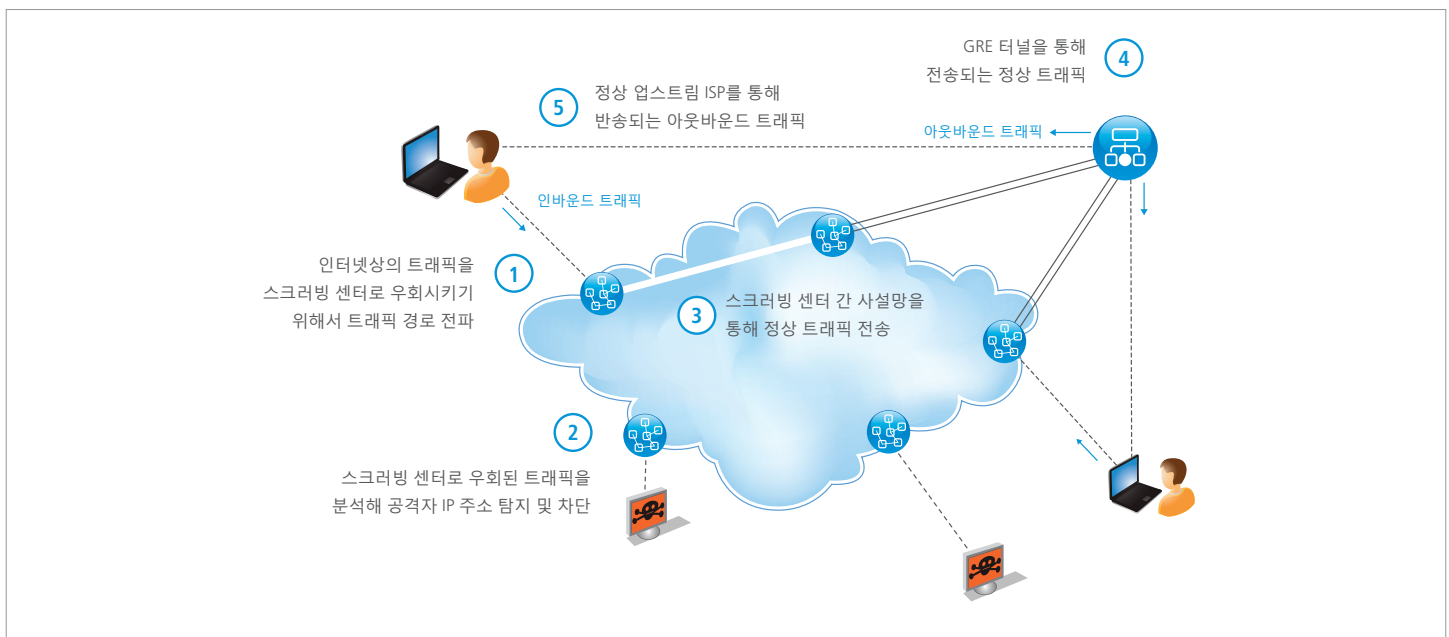 GRE 터널을 통해
전송되는 정상 트래픽
4
5
정상 업스트림 ISP를 통해
반송되는 아웃바운드 트래픽
아웃바운드 트래픽
인바운드 트래픽
인터넷상의 트래픽을
스크러빙 센터로 우회시키기
위해서 트래픽 경로 전파
1
3
스크러빙 센터 간 사설망을
통해 정상 트래픽 전송
2
스크러빙 센터로 우회된 트래픽을
분석해 공격자 IP 주소 탐지 및 차단